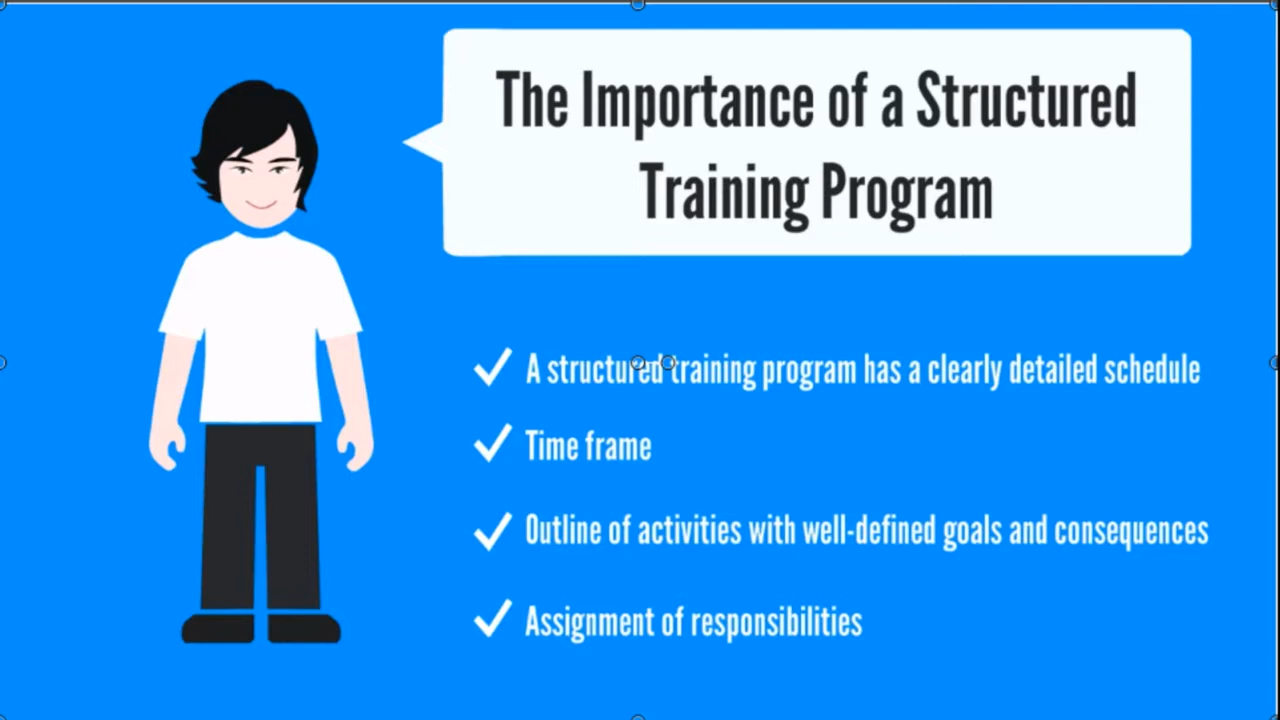 The Importance of a Structured
Training Program
A structured training program has a clearly detailed schedule
Time frame
Outline of activities with well-defined goals and consequences
Assignment of responsibilities